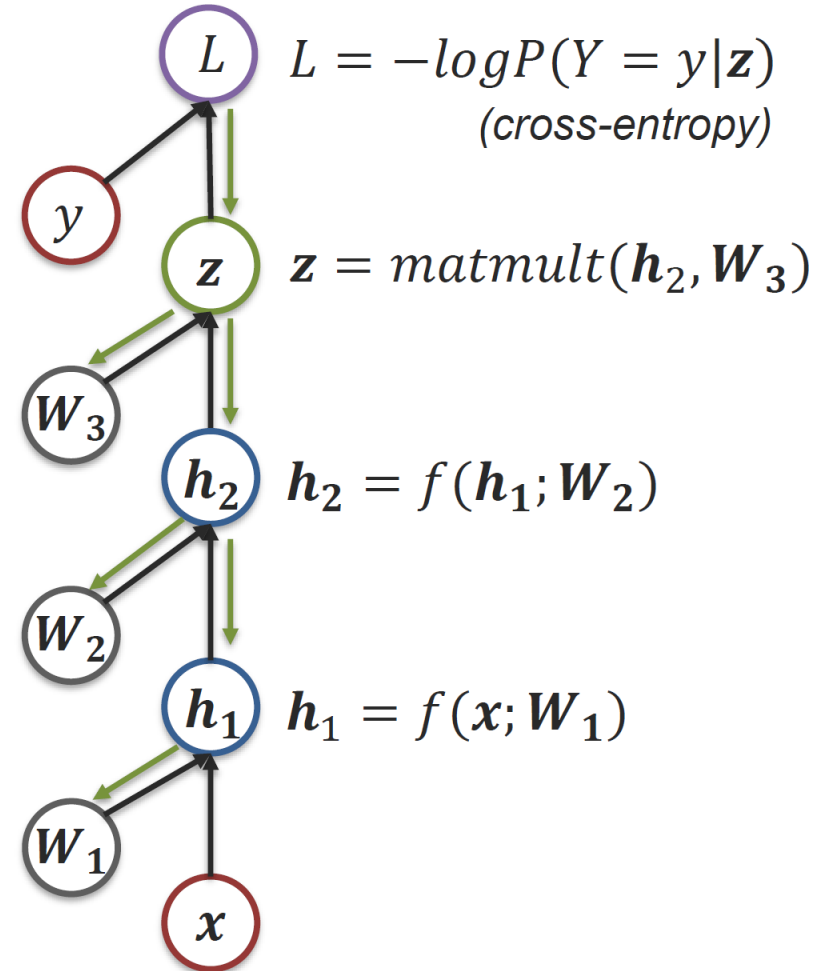 L L = −logP(Y = y|z)
(cross-entropy)
y
z z = matmult(h₂, W₃)
W₃
h₂ h₂ = f(h₁; W₂)
W₂
h₁ h₁ = f(x; W₁)
W₁
x